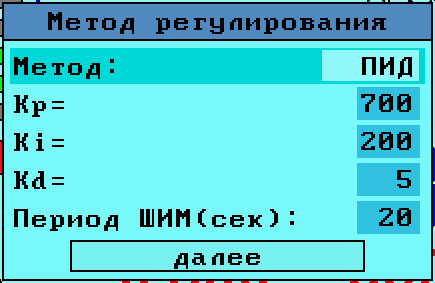 Метод регулирования
Метод: ПИД
Kp= 700
Ki= 200
Kd= 5
Период ШИМ(сек): 20
далее